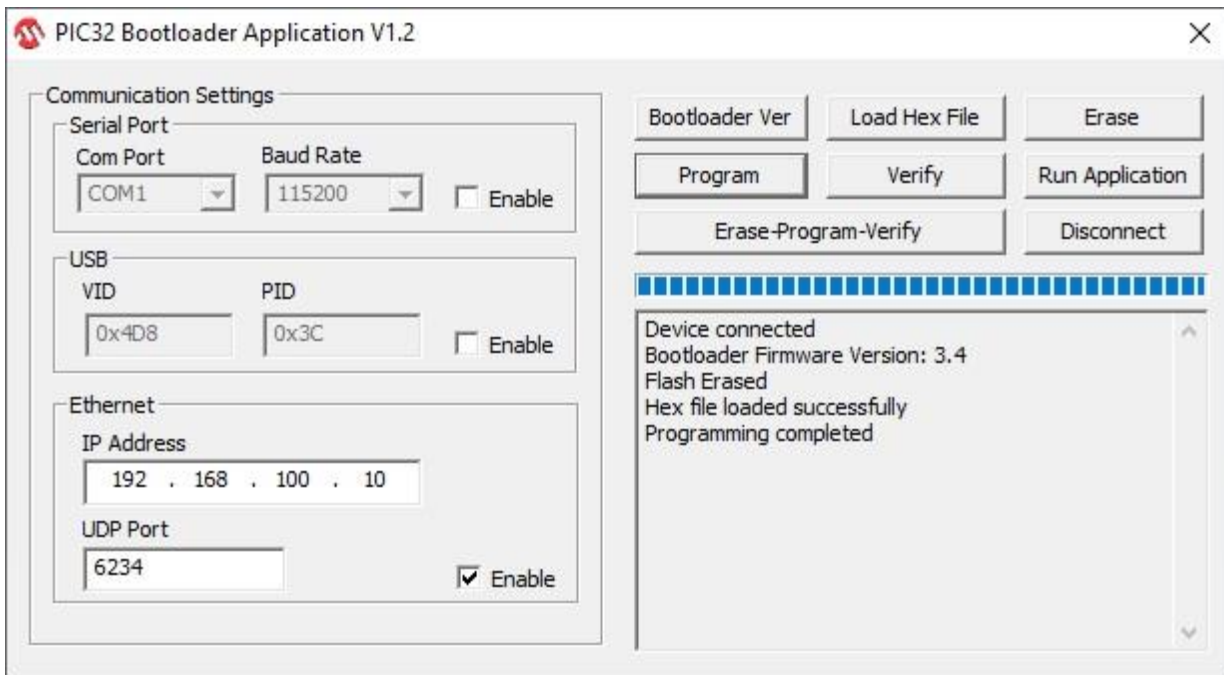 PIC32 Bootloader Application V1.2
Communication Settings
Serial Port
Com Port Baud Rate
COM1 115200 Enable
USB
VID PID
0x4D8 0x3C Enable
Ethernet
IP Address
192 . 168 . 100 . 10
UDP Port
6234 Enable
Bootloader Ver Load Hex File Erase
Program Verify Run Application
Erase-Program-Verify Disconnect
Device connected
Bootloader Firmware Version: 3.4
Flash Erased
Hex file loaded successfully
Programming completed